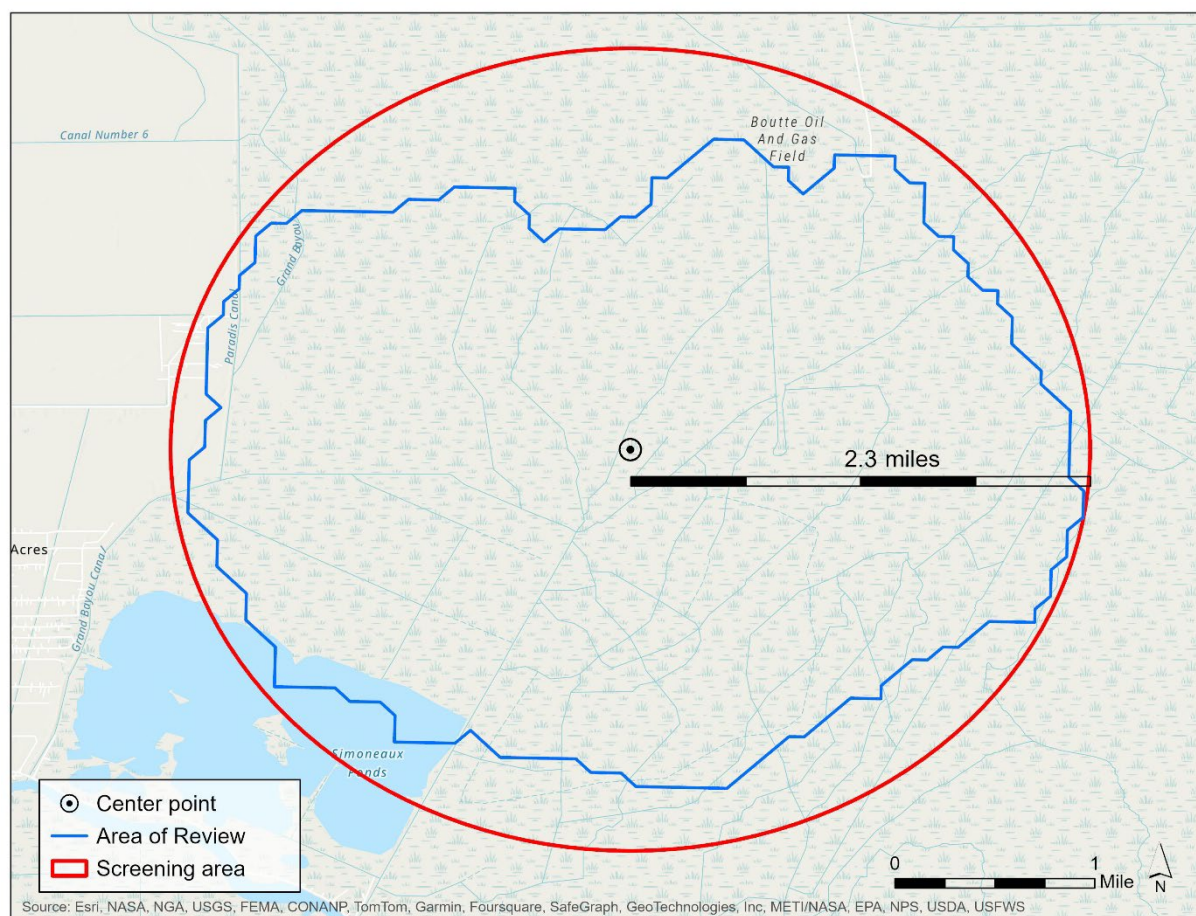 Canal Number 6
Boutte Oil
And Gas
Field
Grand Bayou
Paradis Canal
2.3 miles
Acres
Grand Bayou Canal
Simoneaux
Ponds
Center point
Area of Review
Screening area
0 1
Mile
N
Source: Esri, NASA, NGA, USGS, FEMA, CONANP, TomTom, Garmin, Foursquare, SafeGraph, GeoTechnologies, Inc, METI/NASA, EPA, NPS, USDA, USFWS